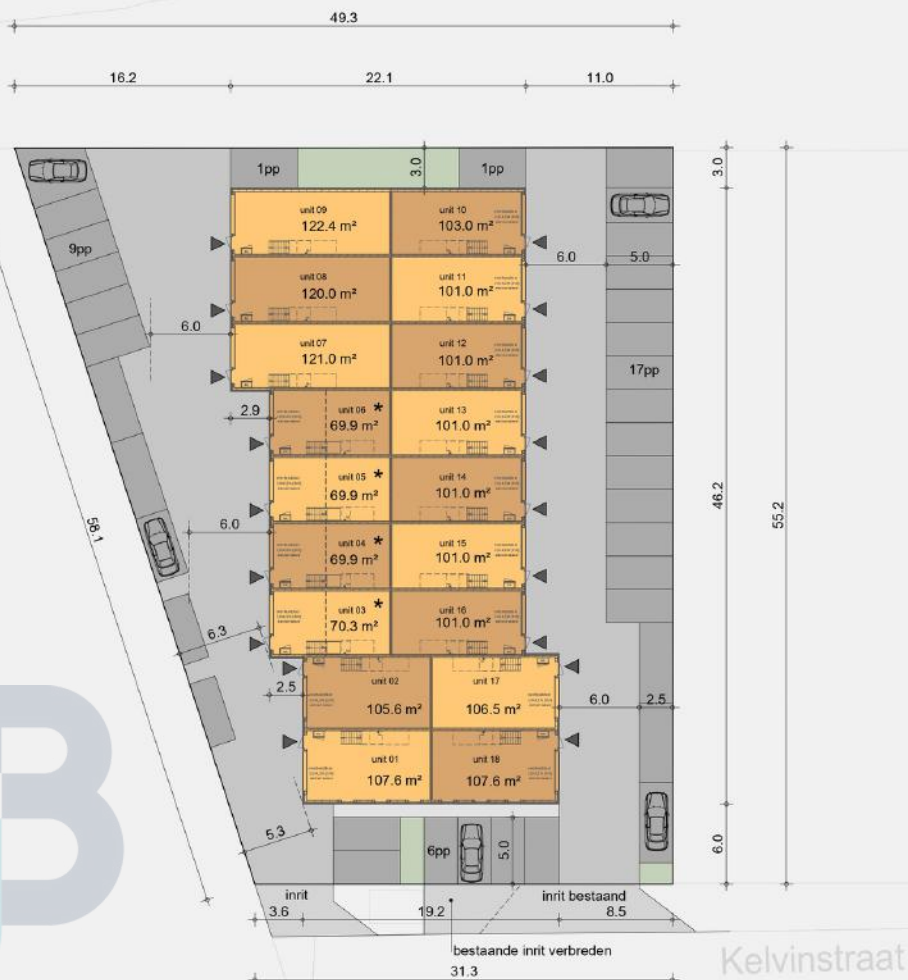 49.3
16.2
22.1
11.0
1pp
3.0
1pp
3.0
unit 09
122.4 m²
unit 10
103.0 m²
9pp
6.0
5.0
unit 08
120.0 m²
unit 11
101.0 m²
6.0
unit 07
121.0 m²
unit 12
101.0 m²
17pp
2.9
unit 06 *
69.9 m²
unit 13
101.0 m²
unit 05 *
69.9 m²
unit 14
101.0 m²
46.2
55.2
58.1
6.0
unit 04 *
69.9 m²
unit 15
101.0 m²
6.3
unit 03 *
70.3 m²
unit 16
101.0 m²
2.5
unit 02
105.6 m²
unit 17
106.5 m²
6.0
2.5
unit 01
107.6 m²
unit 18
107.6 m²
5.3
6pp
5.0
6.0
inrit
inrit bestaand
3.6
19.2
8.5
bestaande inrit verbreden
31.3
Kelvinstraat
B